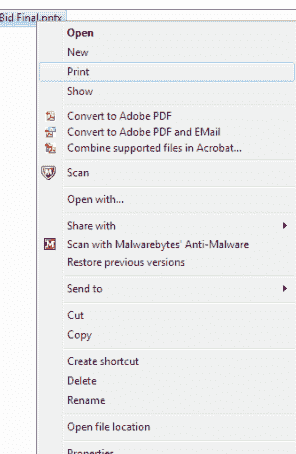 Bid Final.pptx
Open
New
Print
Show
Convert to Adobe PDF
Convert to Adobe PDF and EMail
Combine supported files in Acrobat...
Scan
Open with...
Share with
Scan with Malwarebytes' Anti-Malware
Restore previous versions
Send to
Cut
Copy
Create shortcut
Delete
Rename
Open file location
Properties